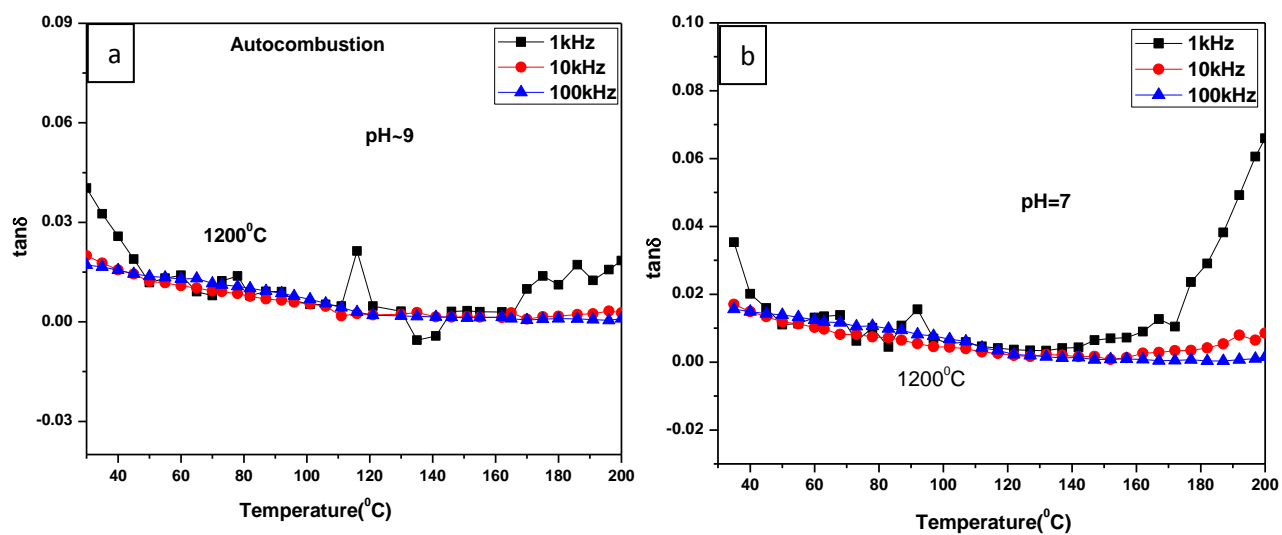 a
Autocombustion
1kHz
10kHz
100kHz
pH~9
1200⁰C
0.09
0.06
0.03
0.00
-0.03
tanδ
40 60 80 100 120 140 160 180 200
Temperature(⁰C)
b
1kHz
10kHz
100kHz
pH=7
1200⁰C
0.10
0.08
0.06
0.04
0.02
0.00
-0.02
tanδ
40 60 80 100 120 140 160 180 200
Temperature(⁰C)